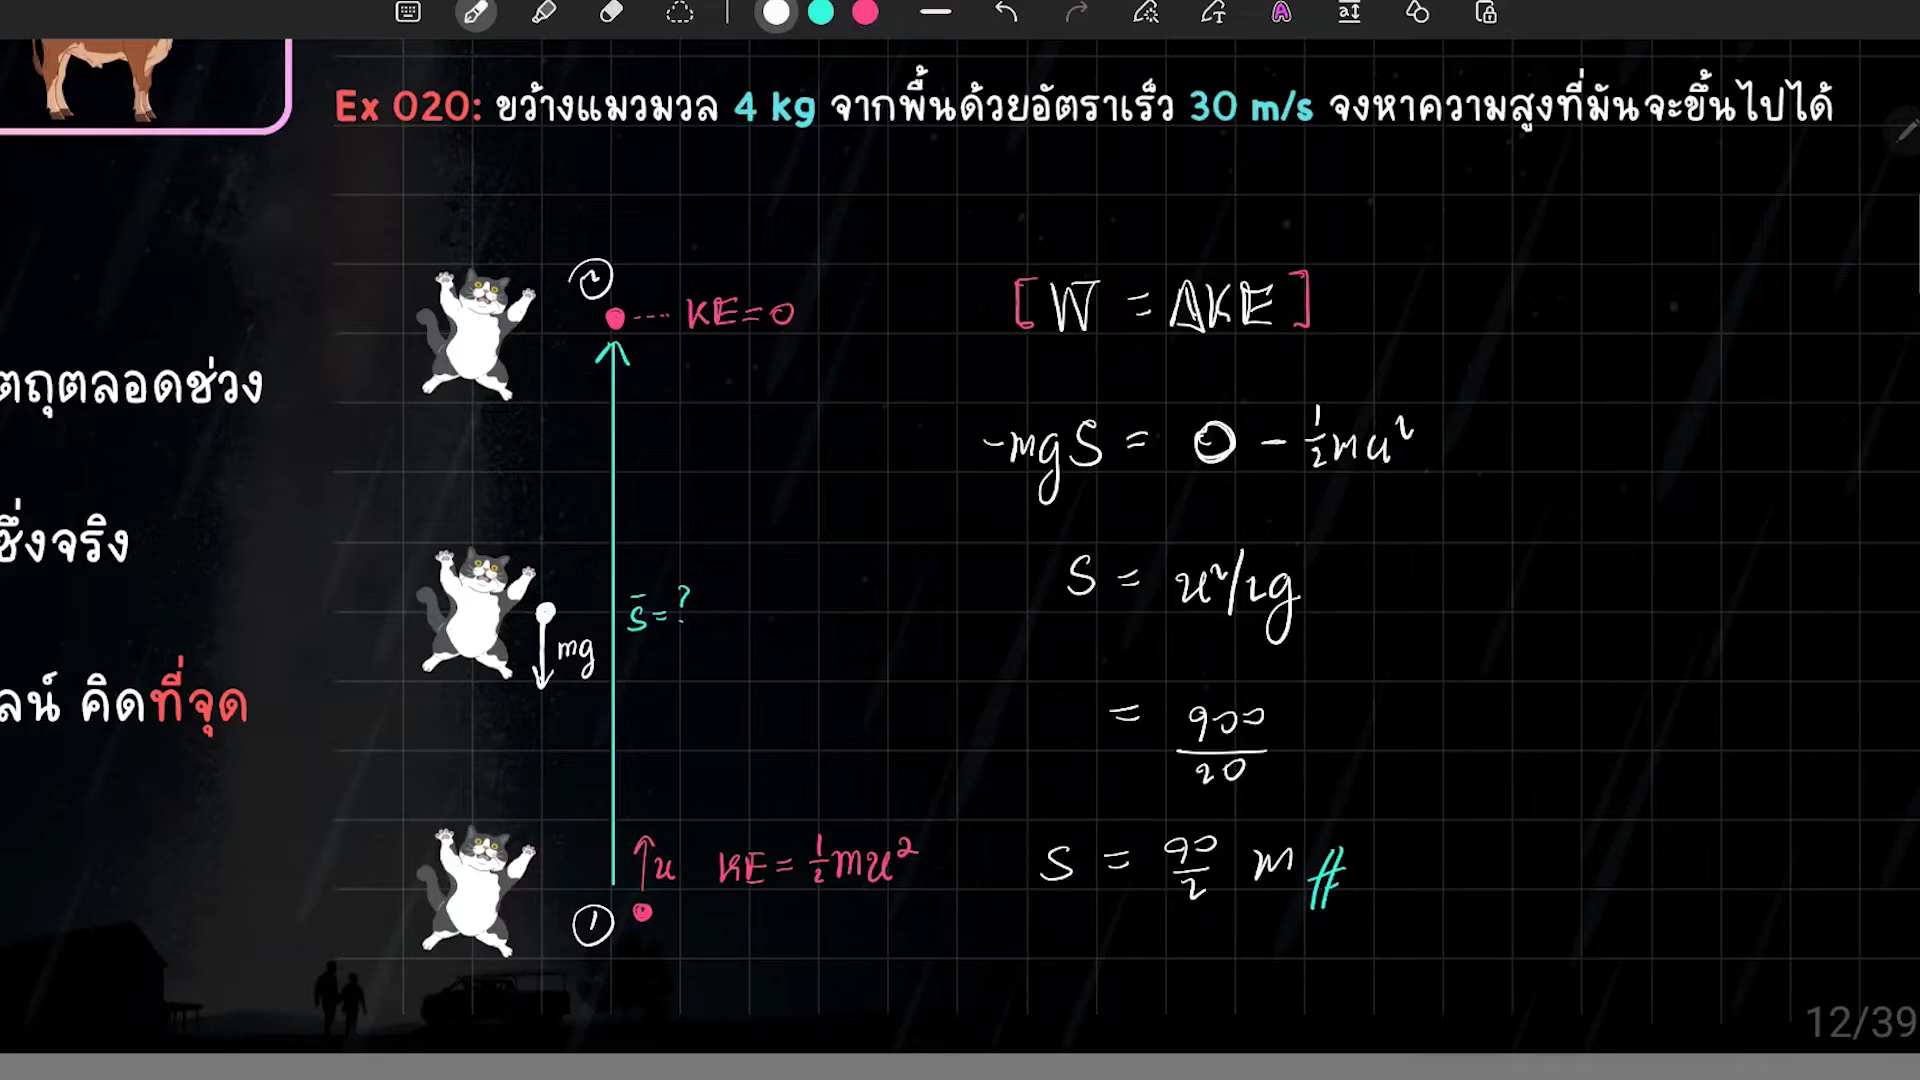 Ex 020: ขว้างแมวมวล 4 kg จากพื้นด้วยอัตราเร็ว 30 m/s จงหาความสูงที่มันจะขึ้นไปได้
2
KE=0
[W = ΔKE]
ตถุตลอดช่วง
-mgS = 0 - ½mu²
ซึ่งจริง
S = u²/2g
S=?
mg
ลน์ คิดที่จุด
= 900/20
u KE = ½mu²
S = 90/2 m #
1
12/39